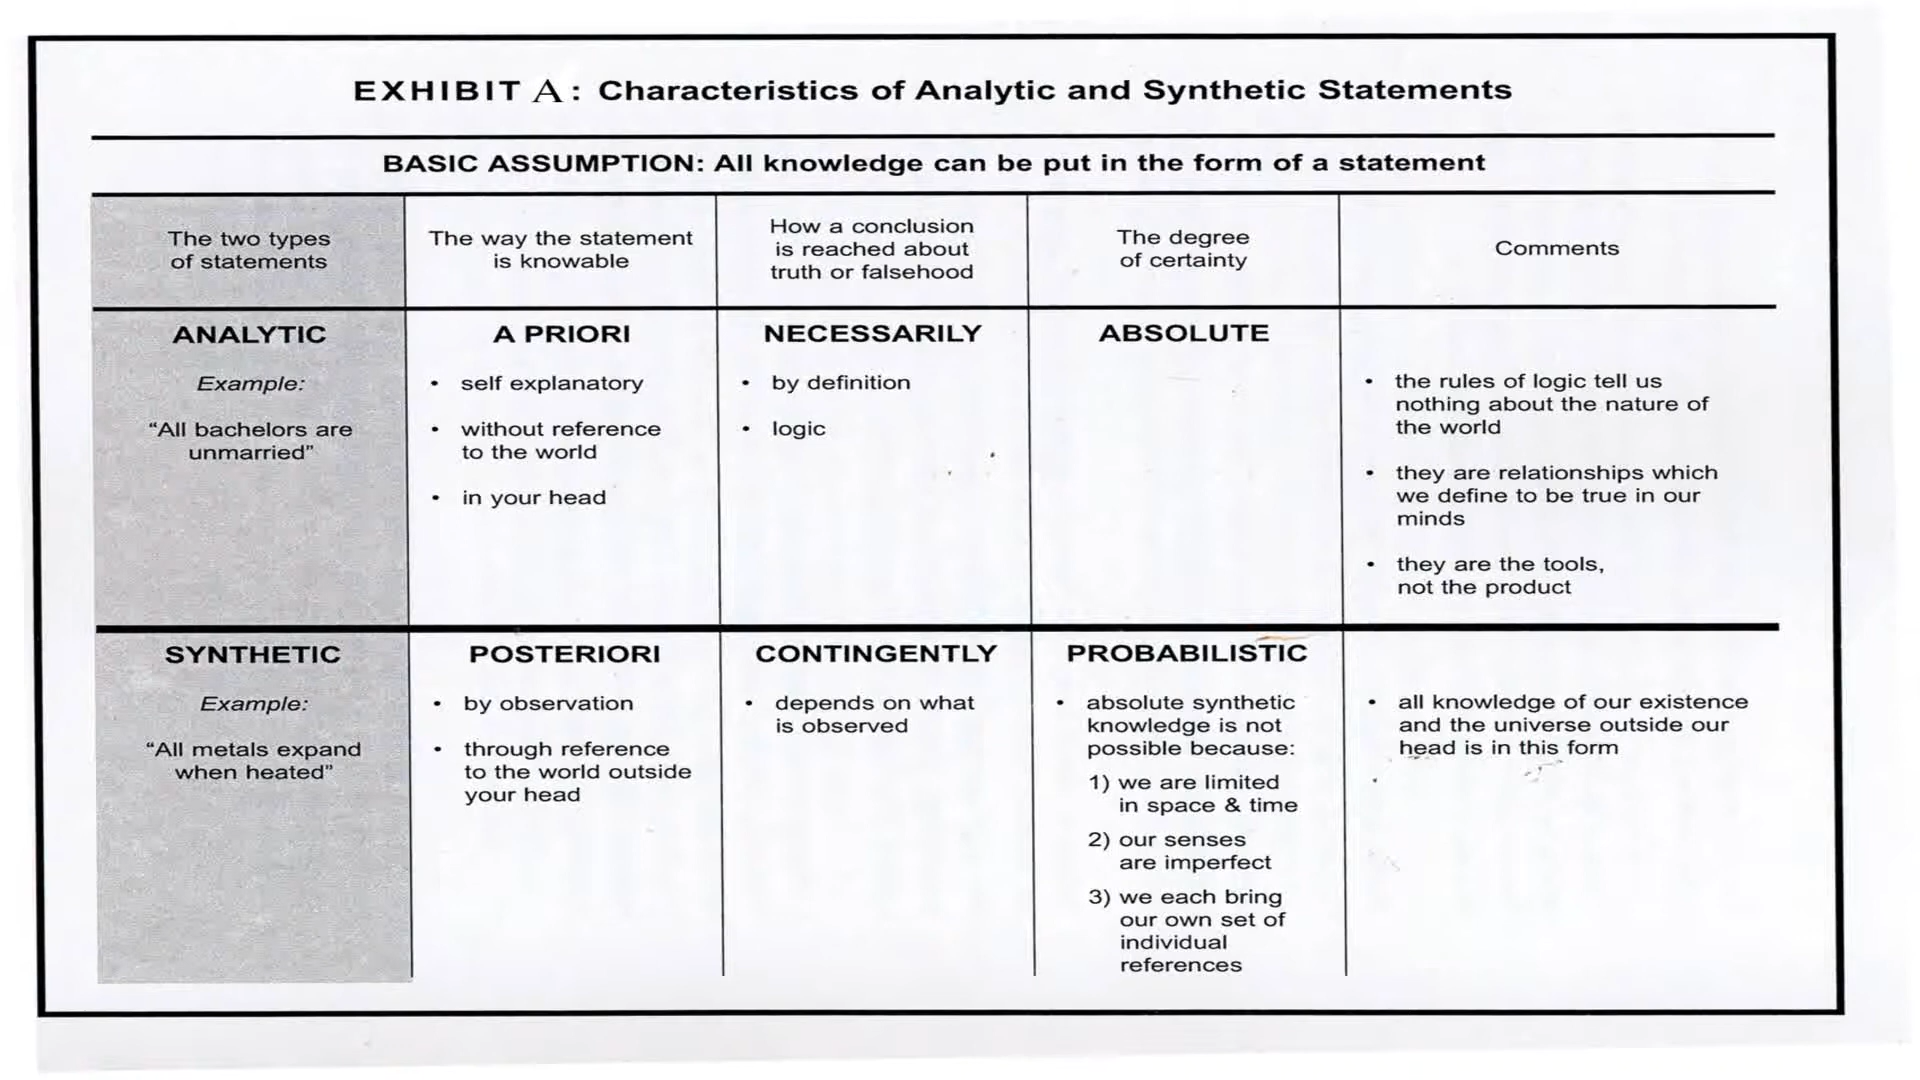 EXHIBIT A: Characteristics of Analytic and Synthetic Statements
BASIC ASSUMPTION: All knowledge can be put in the form of a statement
The two types
of statements
The way the statement
is knowable
How a conclusion
is reached about
truth or falsehood
The degree
of certainty
Comments
ANALYTIC
Example:
“All bachelors are
unmarried”
A PRIORI
• self explanatory
• without reference
to the world
• in your head
NECESSARILY
• by definition
• logic
ABSOLUTE
• the rules of logic tell us
nothing about the nature of
the world
• they are relationships which
we define to be true in our
minds
• they are the tools,
not the product
SYNTHETIC
Example:
“All metals expand
when heated”
POSTERIORI
• by observation
• through reference
to the world outside
your head
CONTINGENTLY
• depends on what
is observed
PROBABILISTIC
• absolute synthetic
knowledge is not
possible because:
1) we are limited
in space & time
2) our senses
are imperfect
3) we each bring
our own set of
individual
references
• all knowledge of our existence
and the universe outside our
head is in this form